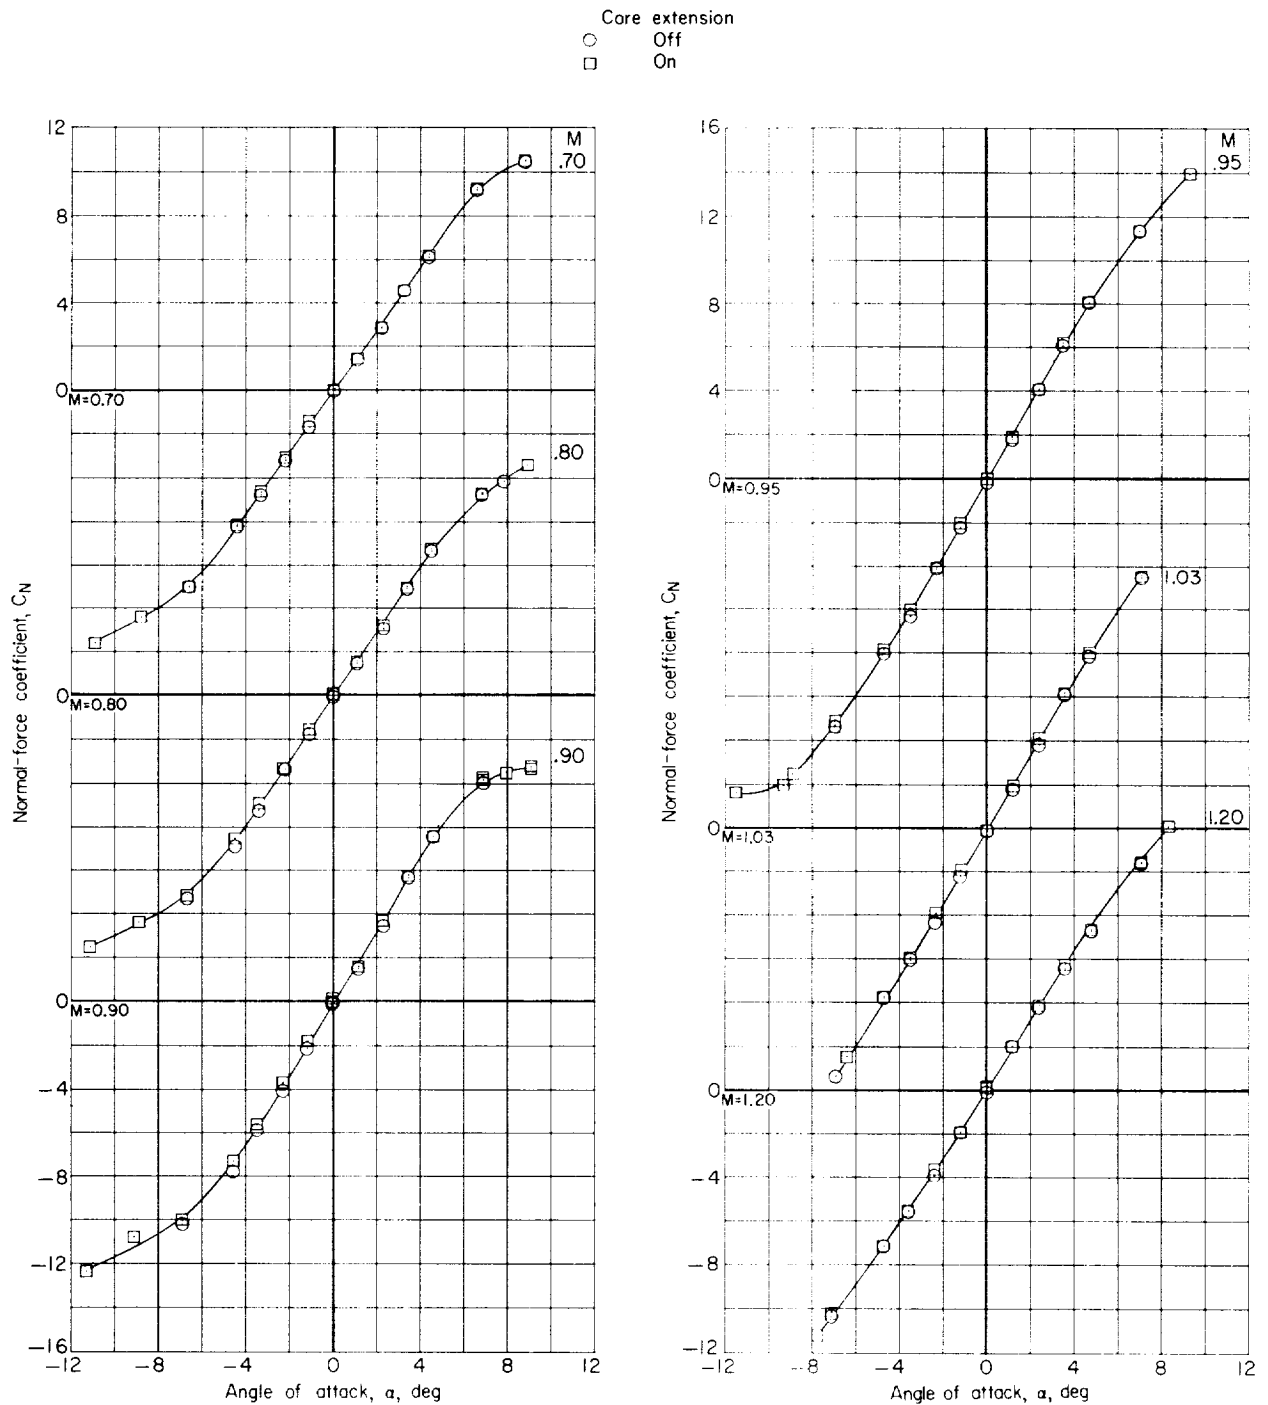 Core extension
Off
On
12
8
4
0
0
0
-4
-8
-12
-16
M
.70
M=0.70
.80
M=0.80
.90
M=0.90
-12
-8
-4
0
4
8
12
Normal-force coefficient, CN
Angle of attack, α, deg
16
12
8
4
0
0
0
-4
-8
-12
M
.95
M=0.95
1.03
M=1.03
1.20
M=1.20
-12
-8
-4
0
4
8
12
Normal-force coefficient, CN
Angle of attack, α, deg